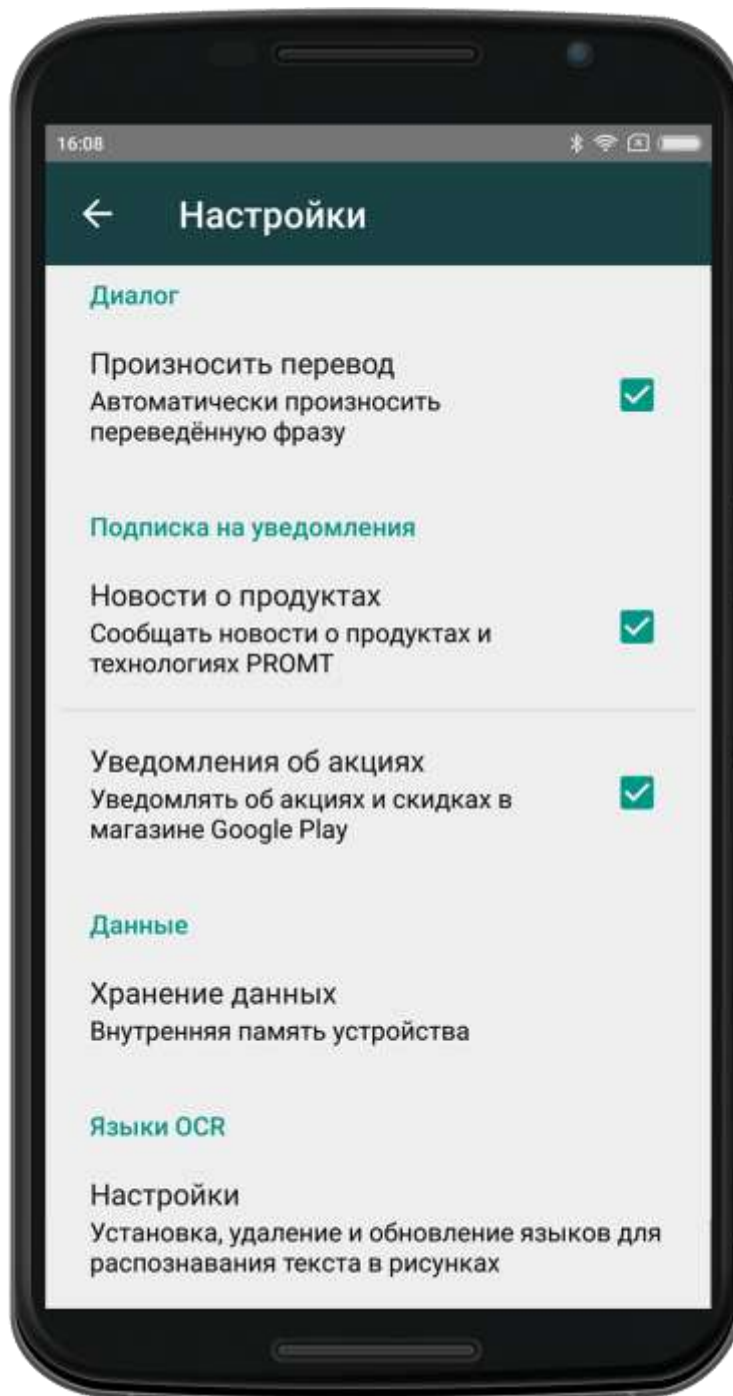 16:08
Настройки
Диалог
Произносить перевод
Автоматически произносить
переведённую фразу
Подписка на уведомления
Новости о продуктах
Сообщать новости о продуктах и
технологиях PROMT
Уведомления об акциях
Уведомлять об акциях и скидках в
магазине Google Play
Данные
Хранение данных
Внутренняя память устройства
Языки OCR
Настройки
Установка, удаление и обновление языков для
распознавания текста в рисунках